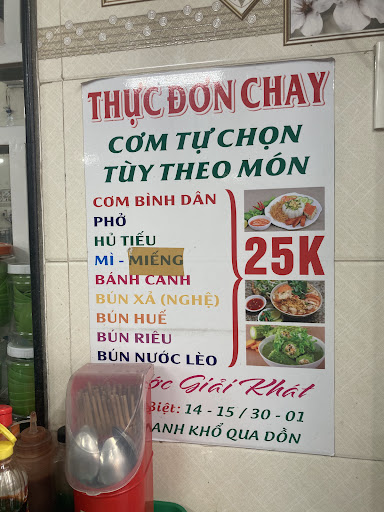 THỰC ĐƠN CHAY
CƠM TỰ CHỌN
TÙY THEO MÓN
CƠM BÌNH DÂN
PHỞ
HỦ TIẾU
MÌ - MIẾNG
BÁNH CANH
BÚN XẢ (NGHỆ)
BÚN HUẾ
BÚN RIÊU
BÚN NƯỚC LÈO
25K
Giải Khát
Biệt: 14 - 15 / 30 - 01
ANH KHỔ QUA DỒN